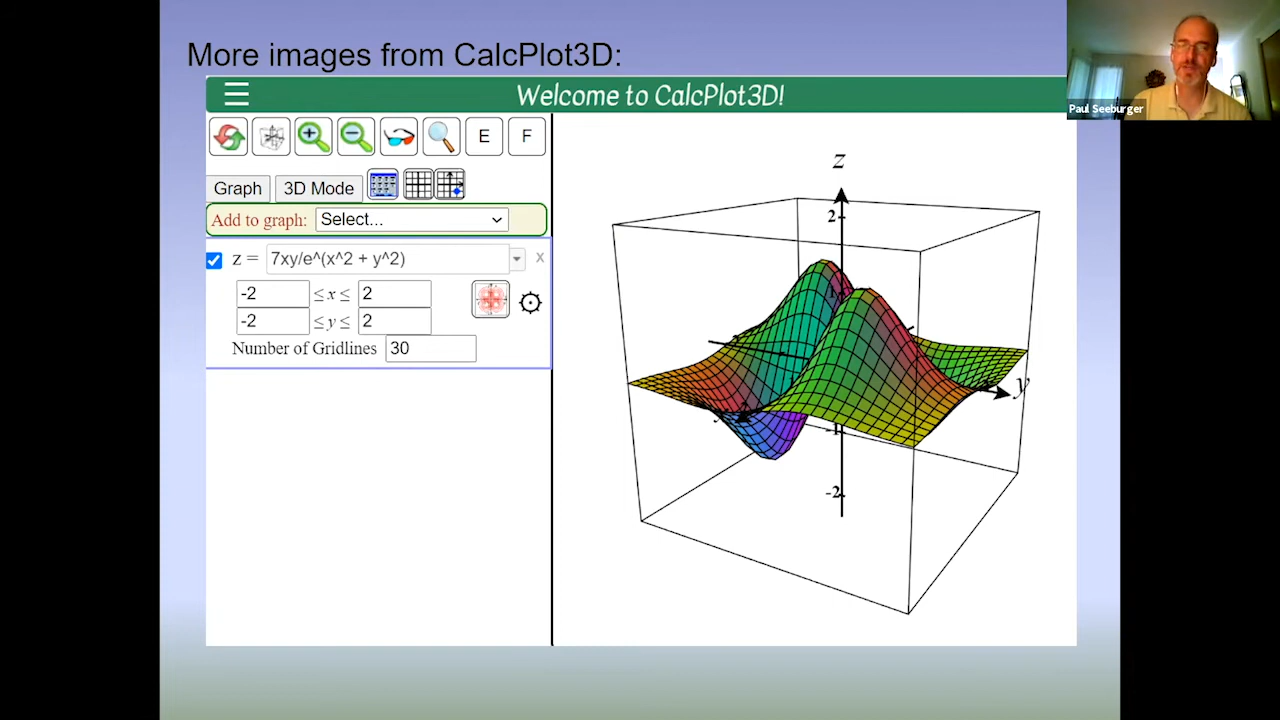 More images from CalcPlot3D:
Welcome to CalcPlot3D!
Paul Seeburger
E F
Graph 3D Mode
Add to graph: Select...
z = 7xy/e^(x^2 + y^2) x
-2 ≤ x ≤ 2
-2 ≤ y ≤ 2
Number of Gridlines 30
z
2
y
-1
-2